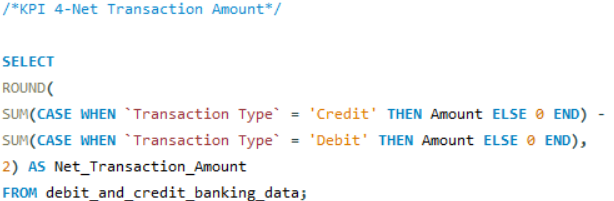 /*KPI 4-Net Transaction Amount*/
SELECT
ROUND(
SUM(CASE WHEN `Transaction Type` = 'Credit' THEN Amount ELSE 0 END) -
SUM(CASE WHEN `Transaction Type` = 'Debit' THEN Amount ELSE 0 END),
2) AS Net_Transaction_Amount
FROM debit_and_credit_banking_data;